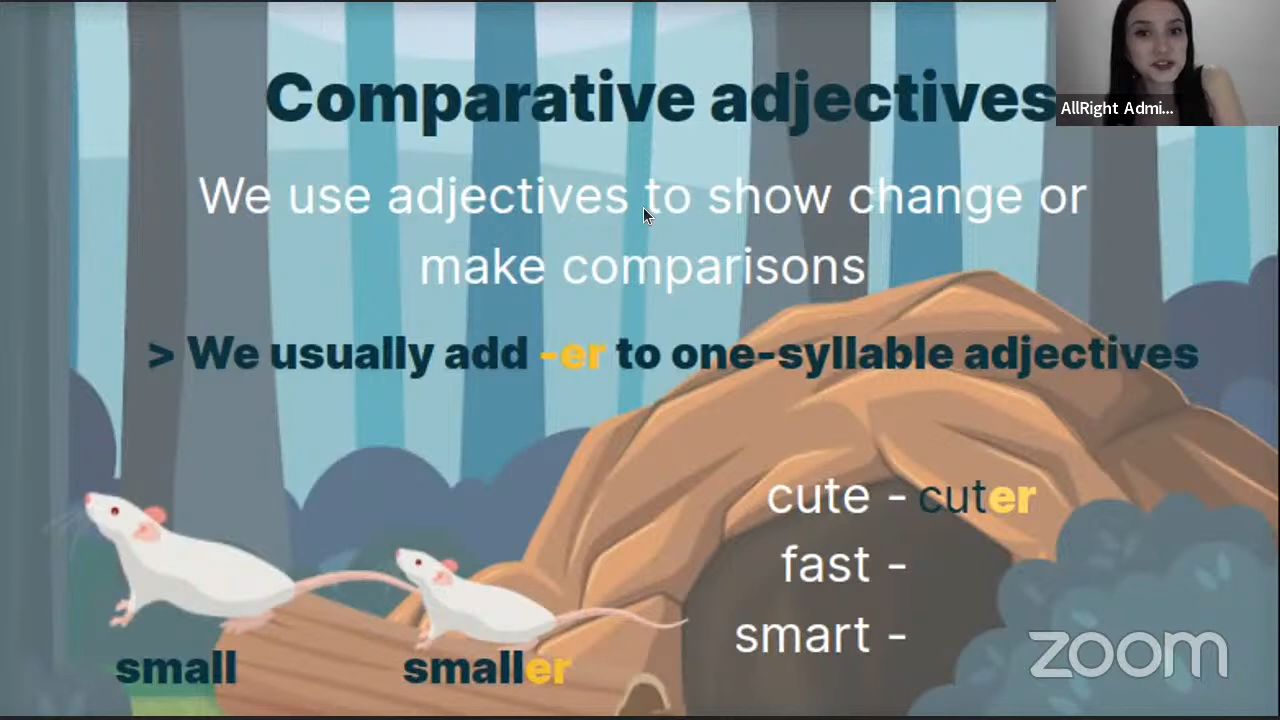 Comparative adjectives
AllRight Admi...
We use adjectives to show change or
make comparisons
> We usually add -er to one-syllable adjectives
cute - cuter
fast -
smart -
small
smaller
zoom